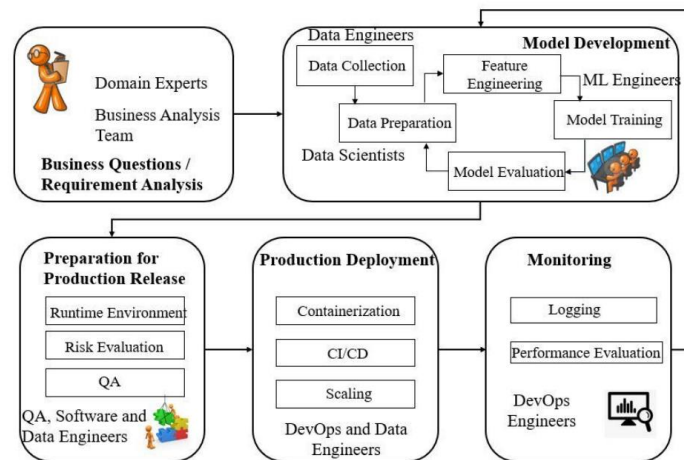 Domain Experts
Business Analysis
Team
Business Questions /
Requirement Analysis
Data Engineers
Model Development
Data Collection
Feature
Engineering
ML Engineers
Data Preparation
Model Training
Data Scientists
Model Evaluation
Preparation for
Production Release
Runtime Environment
Risk Evaluation
QA
QA, Software and
Data Engineers
Production Deployment
Containerization
CI/CD
Scaling
DevOps and Data
Engineers
Monitoring
Logging
Performance Evaluation
DevOps
Engineers